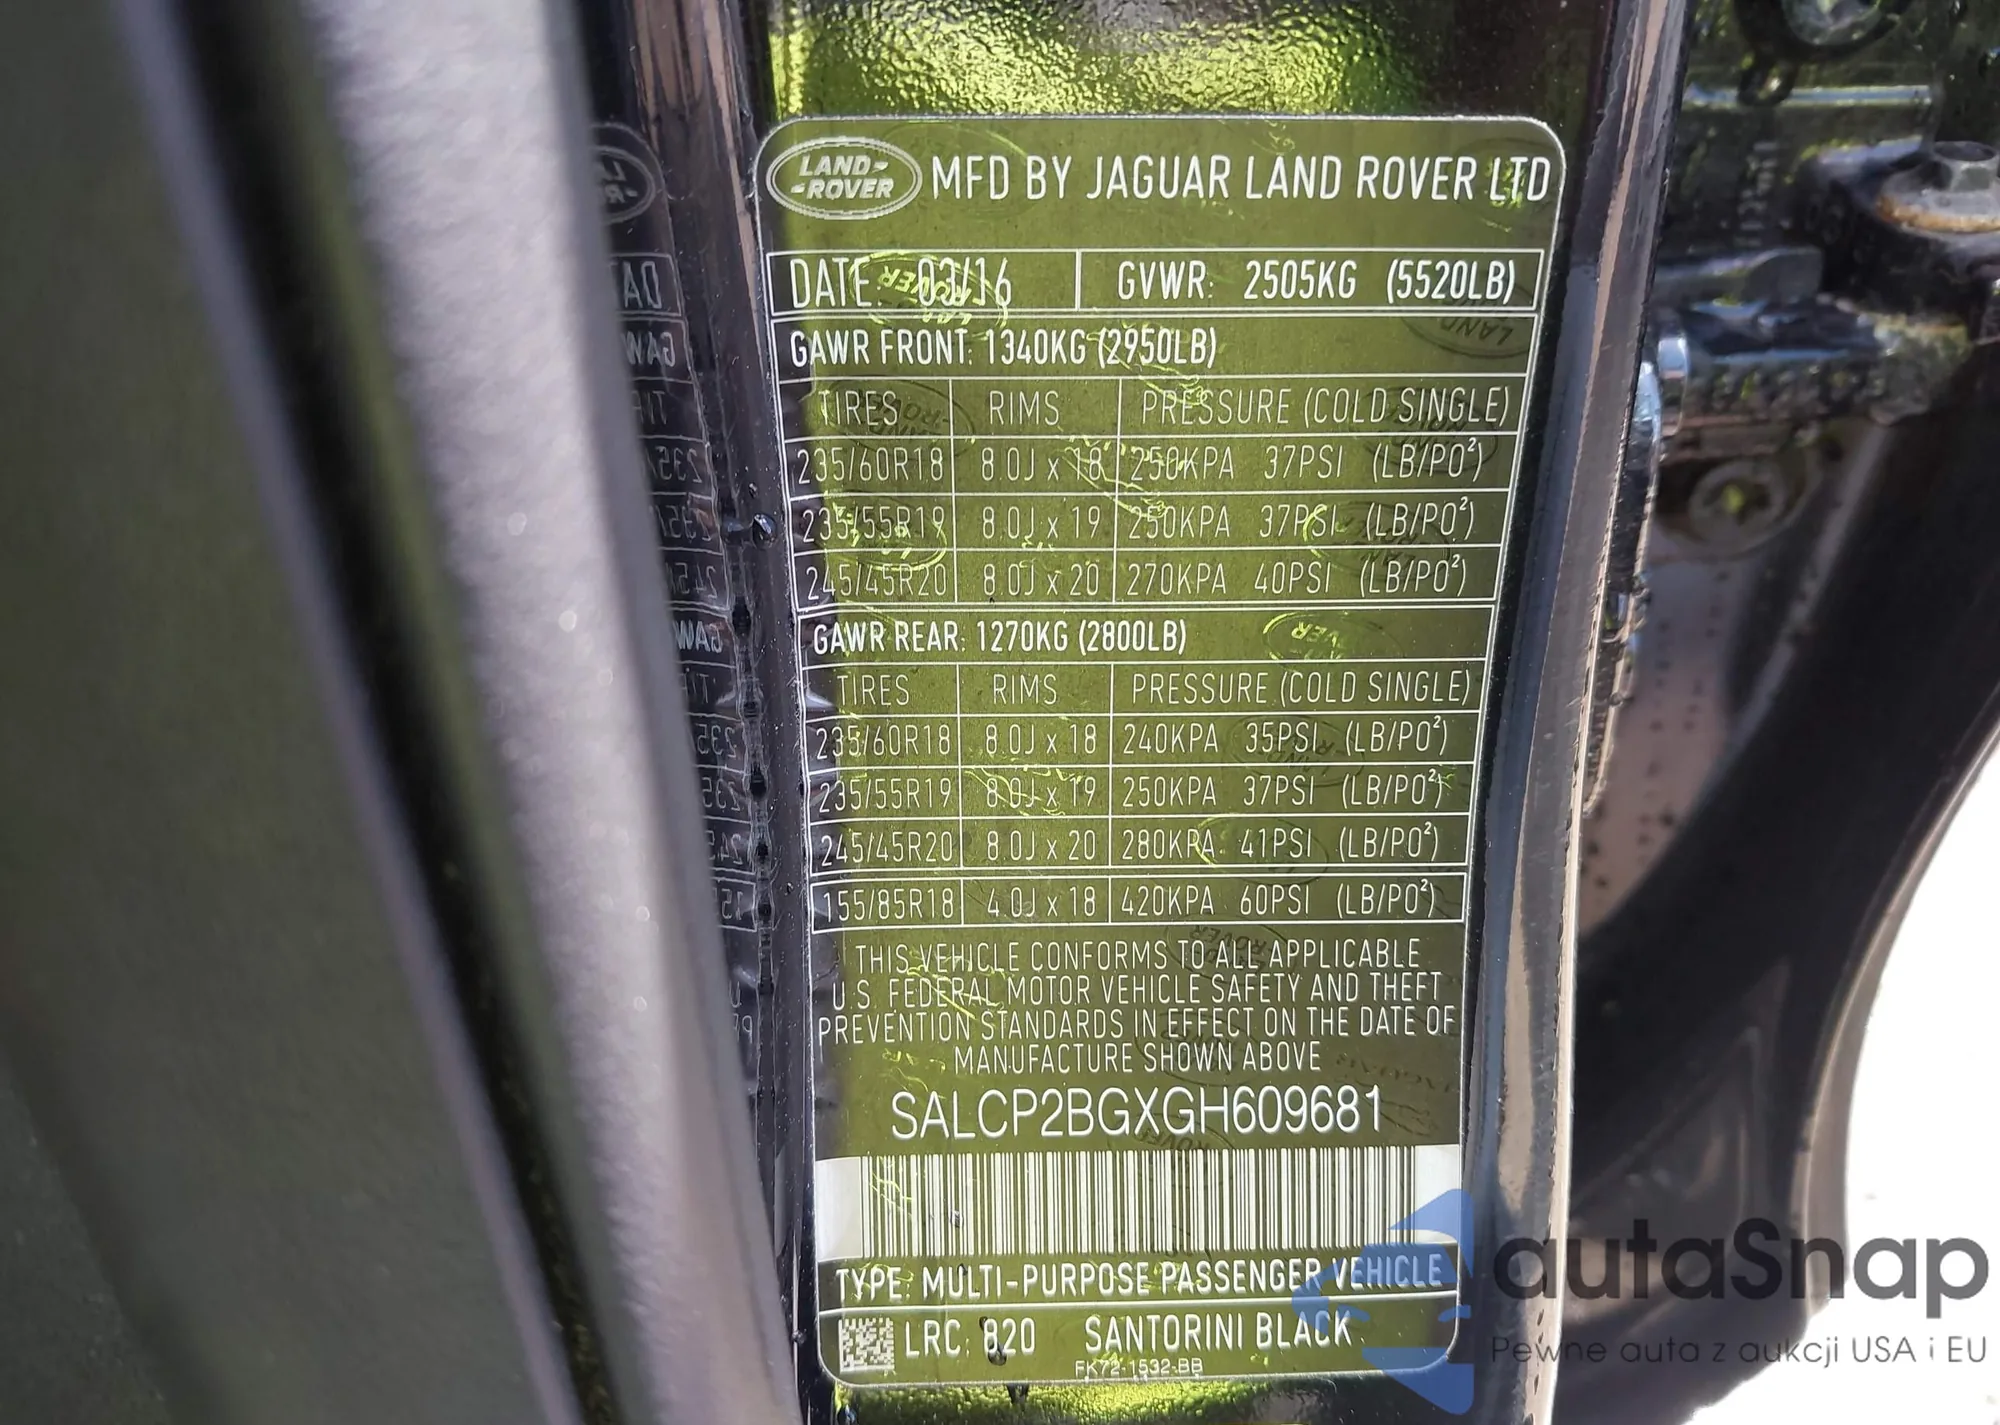 LAND ROVER MFD BY JAGUAR LAND ROVER LTD
DATE: 03/16 GVWR: 2505KG (5520LB)
GAWR FRONT: 1340KG (2950LB)
TIRES RIMS PRESSURE (COLD SINGLE)
235/60R18 8.0J x 18 250KPA 37PSI (LB/PO²)
235/55R19 8.0J x 19 250KPA 37PSI (LB/PO²)
245/45R20 8.0J x 20 270KPA 40PSI (LB/PO²)
GAWR REAR: 1270KG (2800LB)
TIRES RIMS PRESSURE (COLD SINGLE)
235/60R18 8.0J x 18 240KPA 35PSI (LB/PO²)
235/55R19 8.0J x 19 250KPA 37PSI (LB/PO²)
245/45R20 8.0J x 20 280KPA 41PSI (LB/PO²)
155/85R18 4.0J x 18 420KPA 60PSI (LB/PO²)
THIS VEHICLE CONFORMS TO ALL APPLICABLE
U.S. FEDERAL MOTOR VEHICLE SAFETY AND THEFT
PREVENTION STANDARDS IN EFFECT ON THE DATE OF
MANUFACTURE SHOWN ABOVE
SALCP2BGXGH609681
TYPE: MULTI-PURPOSE PASSENGER VEHICLE
LRC: 820 SANTORINI BLACK
FK72-1532-BB
autaSnap
Pewne auta z aukcji USA i EU